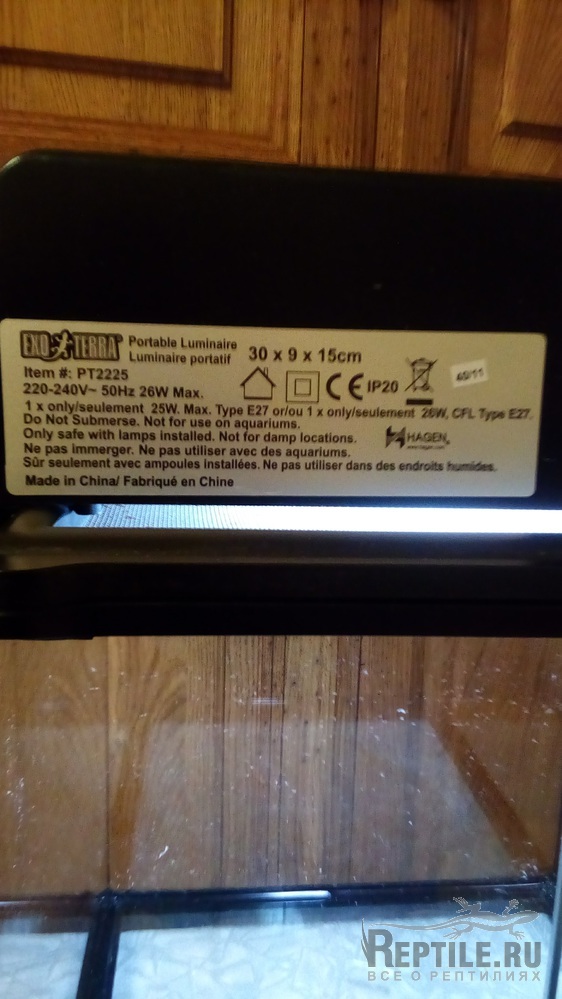 EXO TERRA®
Portable Luminaire
Luminaire portatif
30 x 9 x 15cm
Item #: PT2225
220-240V~ 50Hz 26W Max.
CE IP20
1 x only/seulement 25W. Max. Type E27 or/ou 1 x only/seulement 26W, CFL Type E27.
Do Not Submerse. Not for use on aquariums.
Only safe with lamps installed. Not for damp locations.
HAGEN®
Ne pas immerger. Ne pas utiliser avec des aquariums.
Sûr seulement avec ampoules installées. Ne pas utiliser dans des endroits humides.
Made in China/ Fabriqué en Chine
REPTILE.RU
ВСЕ О РЕПТИЛИЯХ